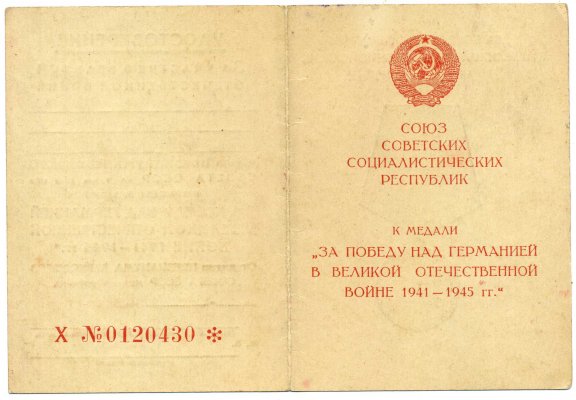 Х №0120430 *
СОЮЗ
СОВЕТСКИХ
СОЦИАЛИСТИЧЕСКИХ
РЕСПУБЛИК
К МЕДАЛИ
„ЗА ПОБЕДУ НАД ГЕРМАНИЕЙ
В ВЕЛИКОЙ ОТЕЧЕСТВЕННОЙ
ВОЙНЕ 1941—1945 гг.“